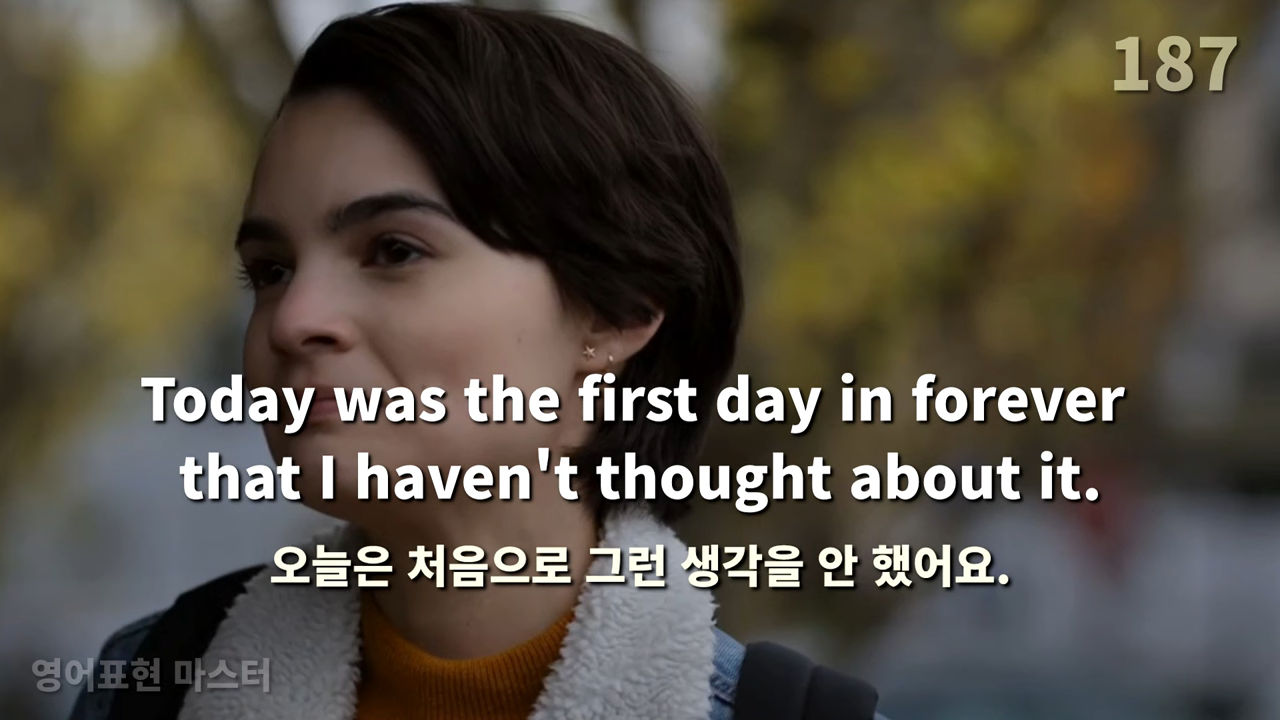 187
Today was the first day in forever
that I haven't thought about it.
오늘은 처음으로 그런 생각을 안 했어요.
영어표현 마스터